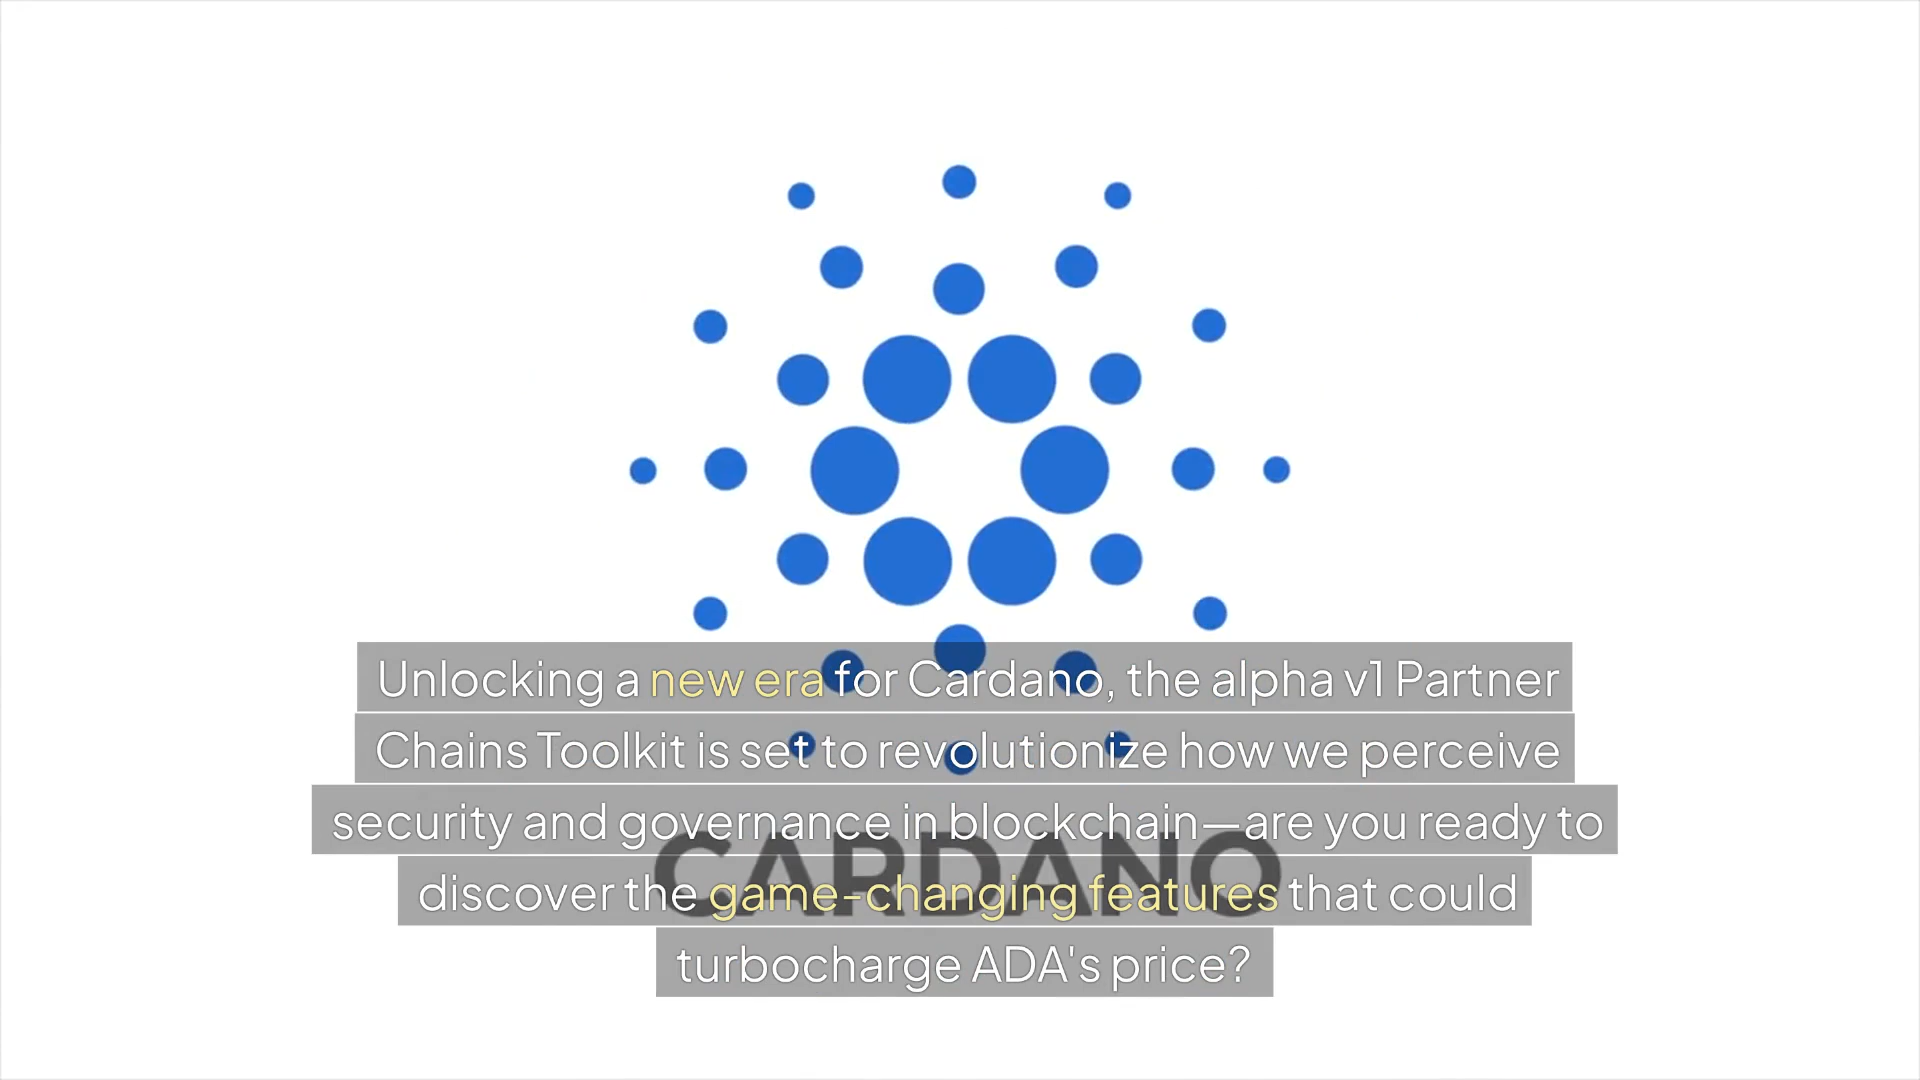 Unlocking a new era for Cardano, the alpha v1 Partner
Chains Toolkit is set to revolutionize how we perceive
security and governance in blockchain—are you ready to
CARDANO
discover the game-changing features that could
turbocharge ADA's price?